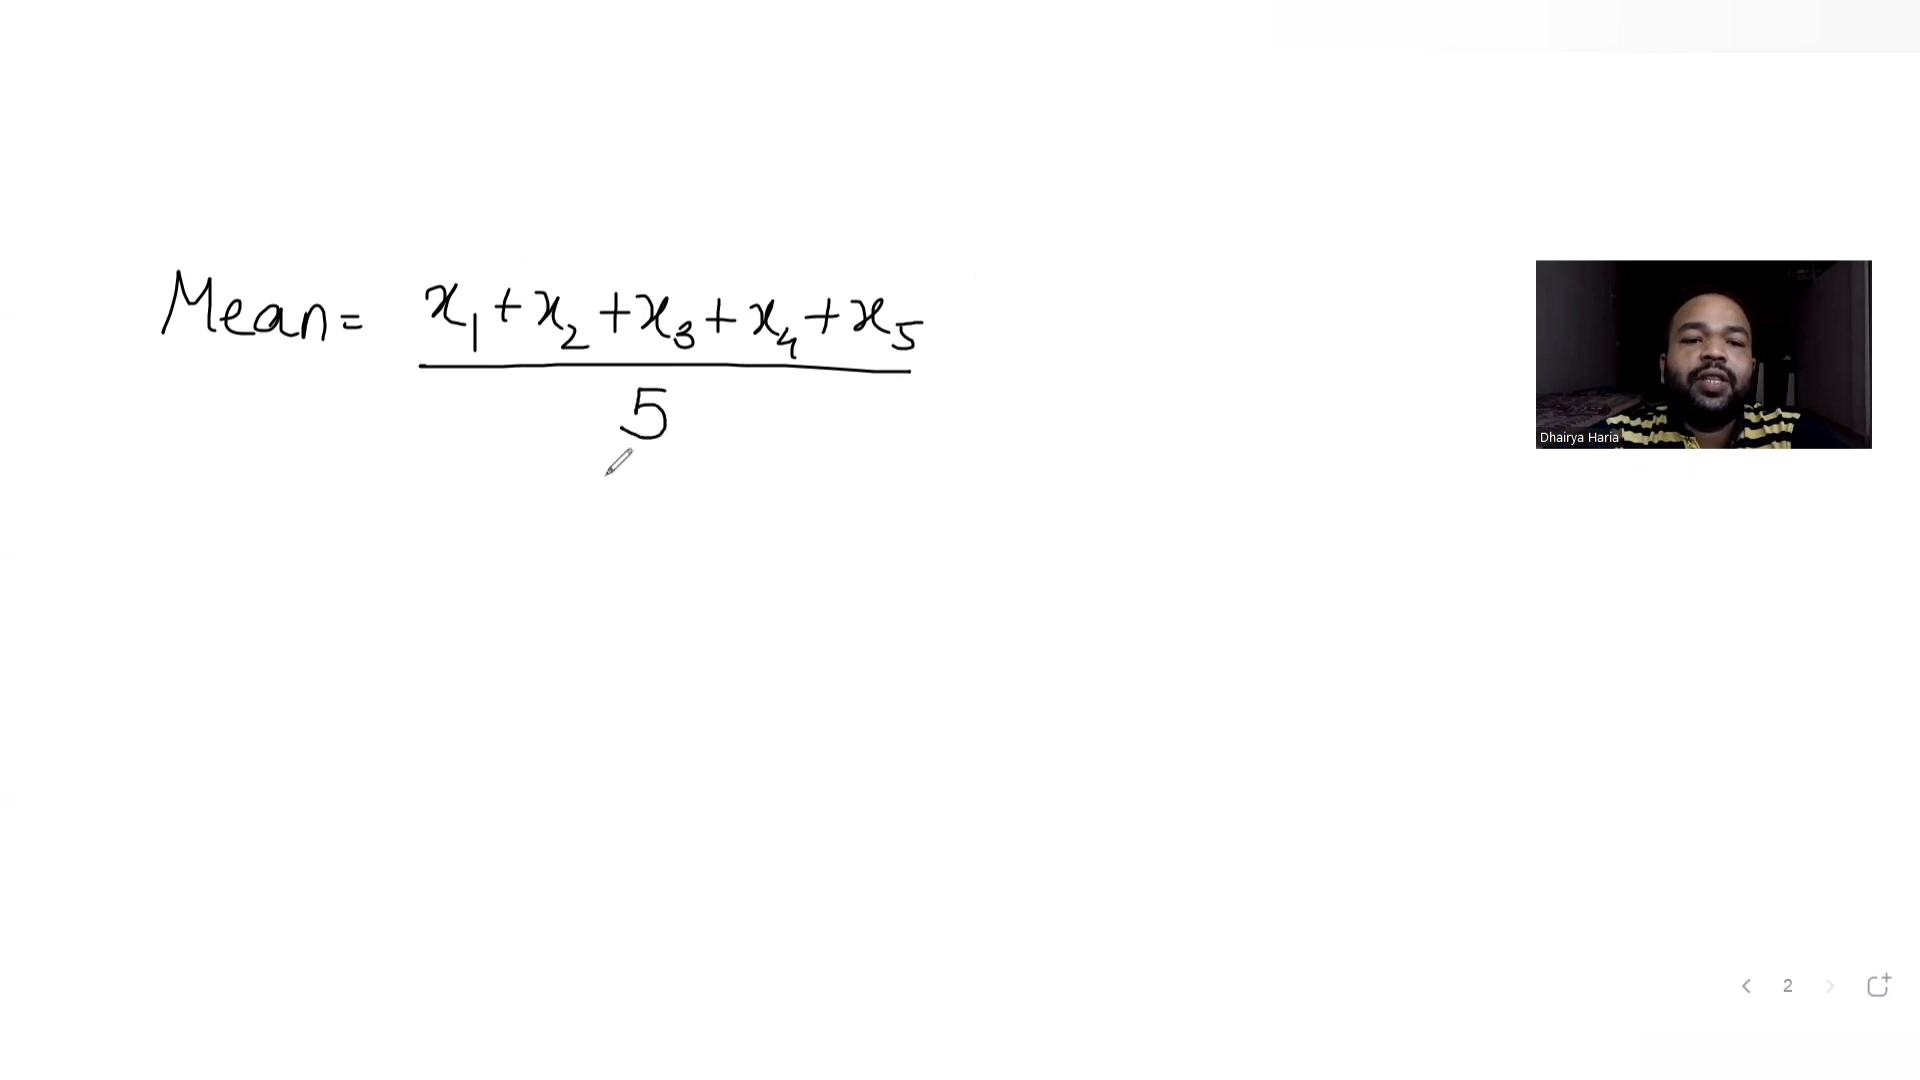 Mean = x₁ + x₂ + x₃ + x₄ + x₅
5
Dhairya Haria
2